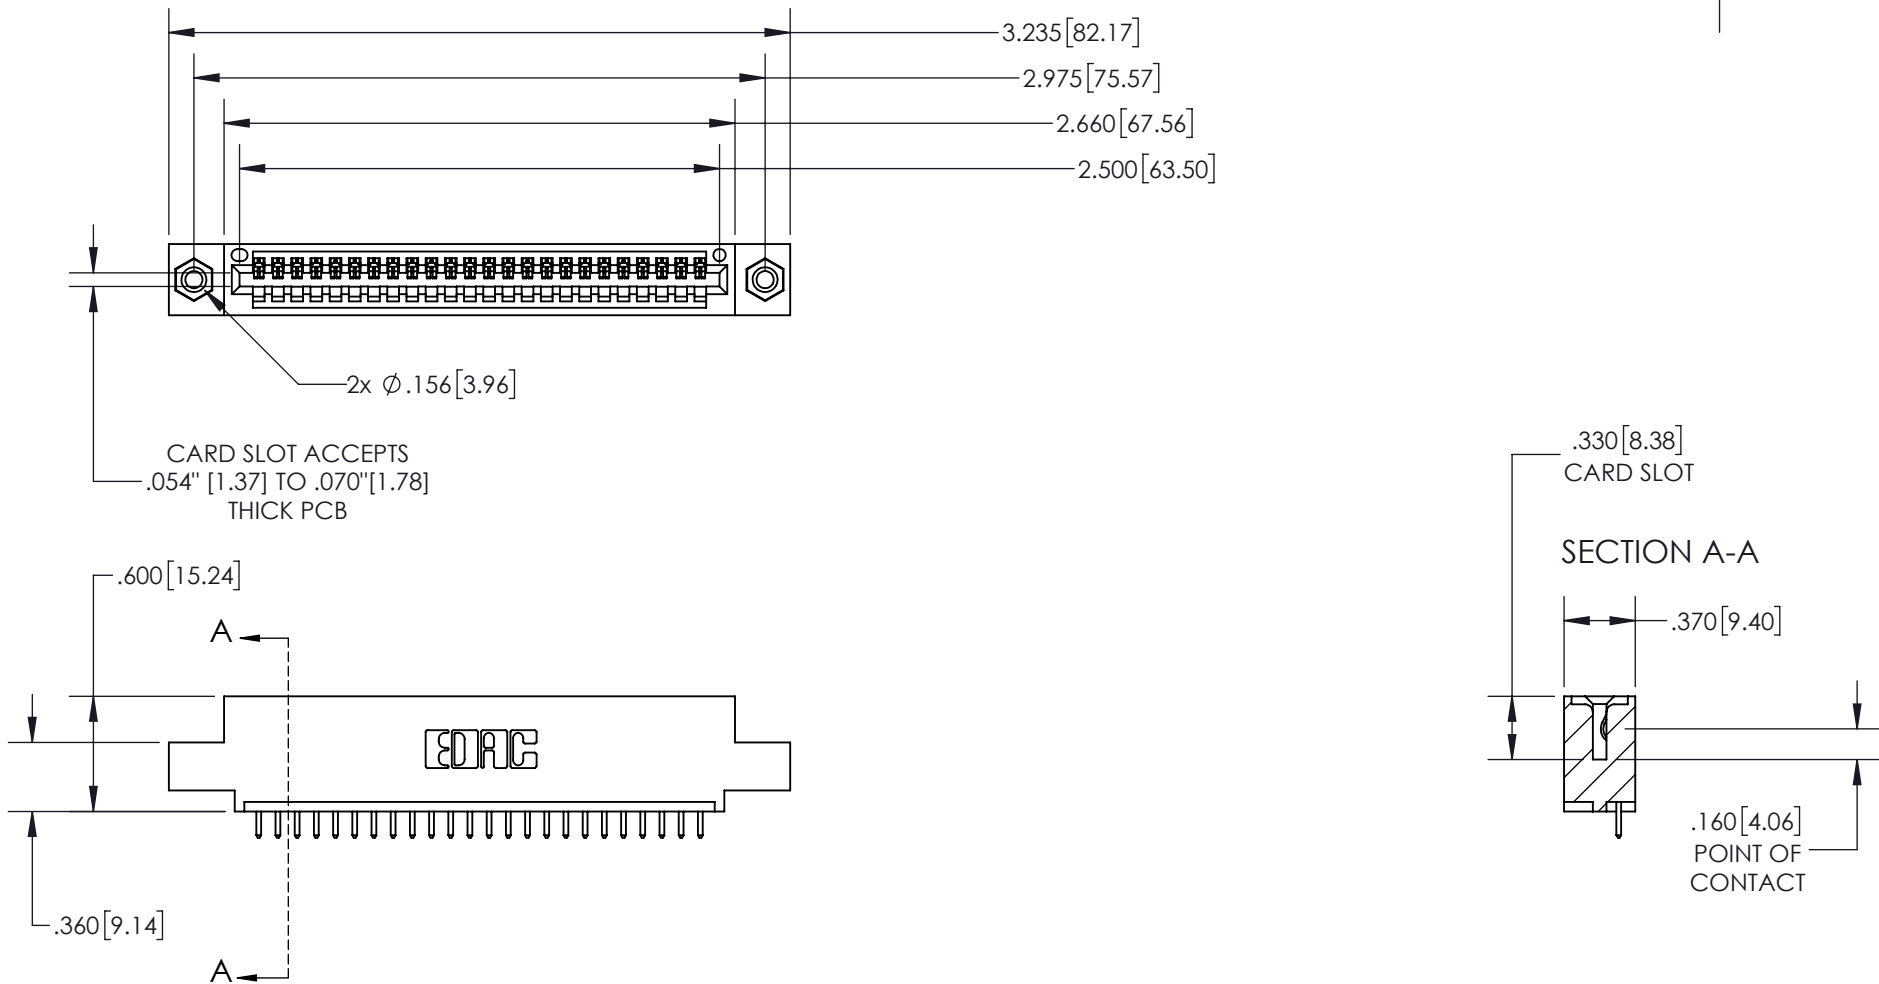 3.235[82.17]
2.975[75.57]
2.660[67.56]
2.500[63.50]
2x ∅.156[3.96]
CARD SLOT ACCEPTS
.054" [1.37] TO .070"[1.78]
THICK PCB
.330[8.38]
CARD SLOT
SECTION A-A
.600[15.24]
A
.370[9.40]
EDAC
.160[4.06]
POINT OF
CONTACT
.360[9.14]
A